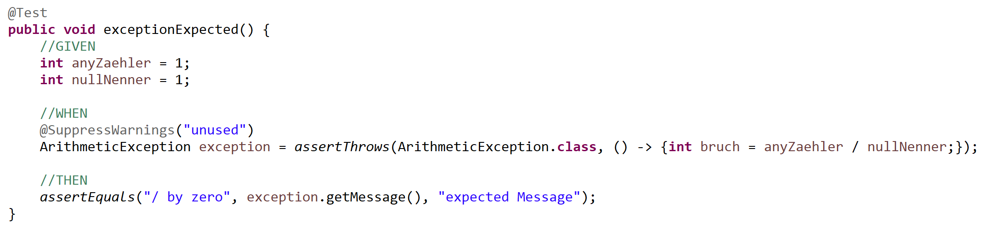 @Test
public void exceptionExpected() {
    //GIVEN
    int anyZaehler = 1;
    int nullNenner = 1;

    //WHEN
    @SuppressWarnings("unused")
    ArithmeticException exception = assertThrows(ArithmeticException.class, () -> {int bruch = anyZaehler / nullNenner;});

    //THEN
    assertEquals("/ by zero", exception.getMessage(), "expected Message");
}